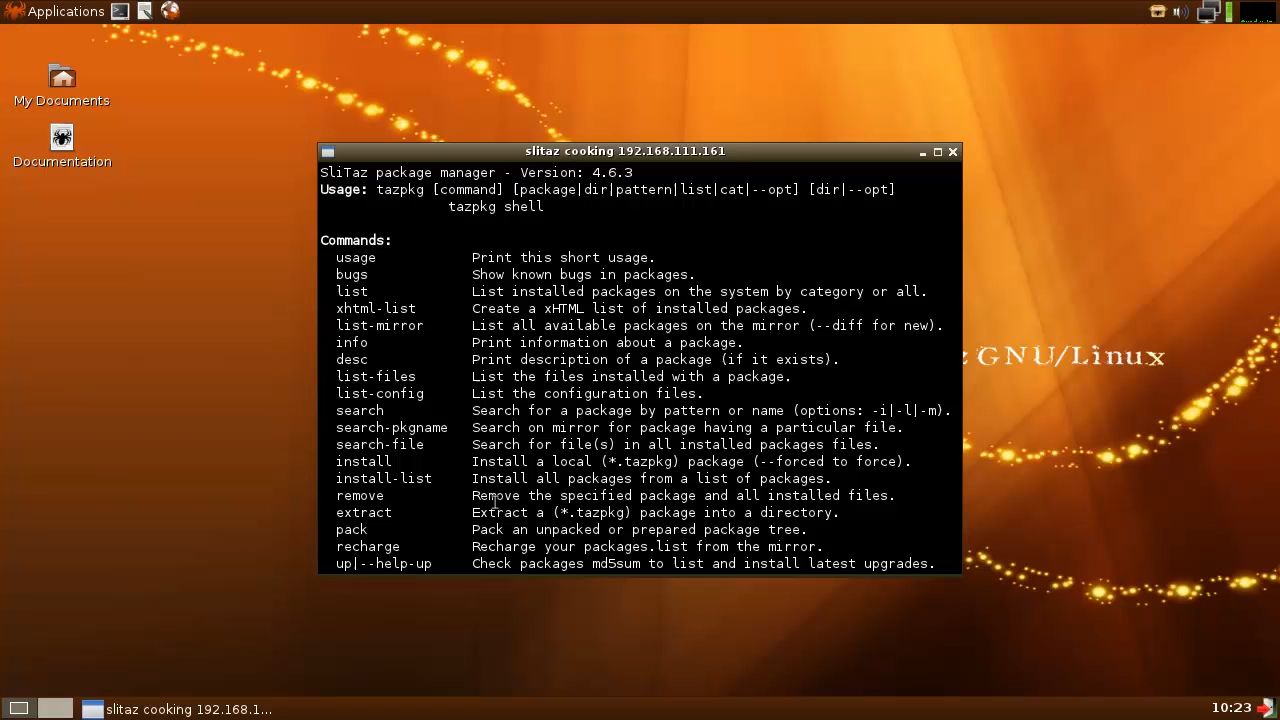 Applications
My Documents
Documentation
slitaz cooking 192.168.111.161
SliTaz package manager - Version: 4.6.3
Usage: tazpkg [command] [package|dir|pattern|list|cat|--opt] [dir|--opt]
tazpkg shell
Commands:
usage Print this short usage.
bugs Show known bugs in packages.
list List installed packages on the system by category or all.
xhtml-list Create a xHTML list of installed packages.
list-mirror List all available packages on the mirror (--diff for new).
info Print information about a package.
desc Print description of a package (if it exists).
list-files List the files installed with a package.
list-config List the configuration files.
search Search for a package by pattern or name (options: -i|-l|-m).
search-pkgname Search on mirror for package having a particular file.
search-file Search for file(s) in all installed packages files.
install Install a local (*.tazpkg) package (--forced to force).
install-list Install all packages from a list of packages.
remove Remove the specified package and all installed files.
extract Extract a (*.tazpkg) package into a directory.
pack Pack an unpacked or prepared package tree.
recharge Recharge your packages.list from the mirror.
up|--help-up Check packages md5sum to list and install latest upgrades.
z GNU/Linux
slitaz cooking 192.168.1...
10:23